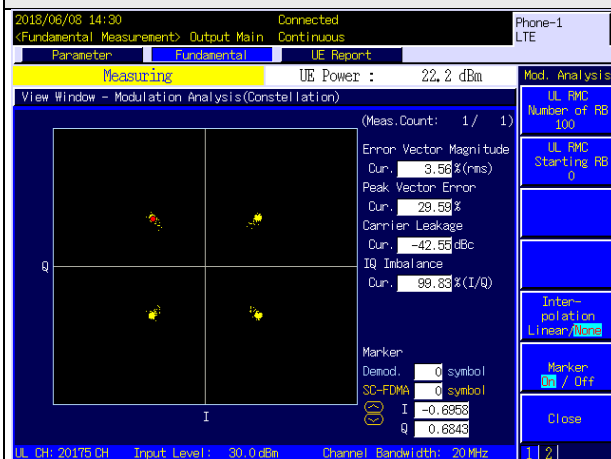 2018/06/08 14:30 Connected Phone-1
<Fundamental Measurement> Output Main Continuous LTE
Parameter Fundamental UE Report
Measuring UE Power : 22.2 dBm Mod. Analysis
View Window - Modulation Analysis(Constellation)
(Meas.Count: 1/ 1)
Error Vector Magnitude
Cur. 3.56 %(rms)
Peak Vector Error
Cur. 29.59 %
Carrier Leakage
Cur. -42.55 dBc
IQ Imbalance
Cur. 99.83 %(I/Q)
Q
I
Marker
Demod. 0 symbol
SC-FDMA 0 symbol
I -0.6958
Q 0.6843
UL RMC
Number of RB
100
UL RMC
Starting RB
0
Inter-
polation
Linear/None
Marker
On / Off
Close
UL CH: 20175 CH Input Level: 30.0 dBm Channel Bandwidth: 20 MHz 1 2